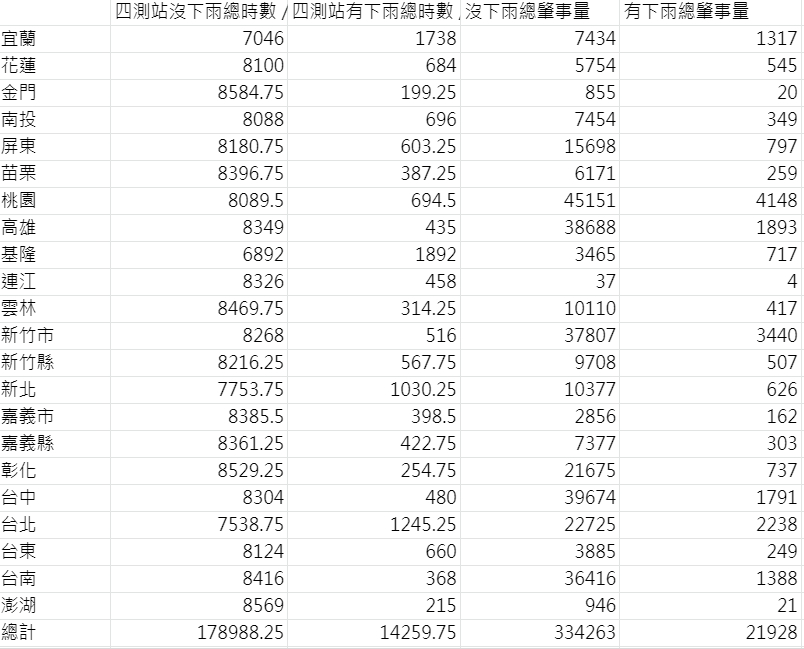 四測站沒下雨總時數 / 四測站有下雨總時數 / 沒下雨總肇事量 有下雨總肇事量
宜蘭 7046 1738 7434 1317
花蓮 8100 684 5754 545
金門 8584.75 199.25 855 20
南投 8088 696 7454 349
屏東 8180.75 603.25 15698 797
苗栗 8396.75 387.25 6171 259
桃園 8089.5 694.5 45151 4148
高雄 8349 435 38688 1893
基隆 6892 1892 3465 717
連江 8326 458 37 4
雲林 8469.75 314.25 10110 417
新竹市 8268 516 37807 3440
新竹縣 8216.25 567.75 9708 507
新北 7753.75 1030.25 10377 626
嘉義市 8385.5 398.5 2856 162
嘉義縣 8361.25 422.75 7377 303
彰化 8529.25 254.75 21675 737
台中 8304 480 39674 1791
台北 7538.75 1245.25 22725 2238
台東 8124 660 3885 249
台南 8416 368 36416 1388
澎湖 8569 215 946 21
總計 178988.25 14259.75 334263 21928